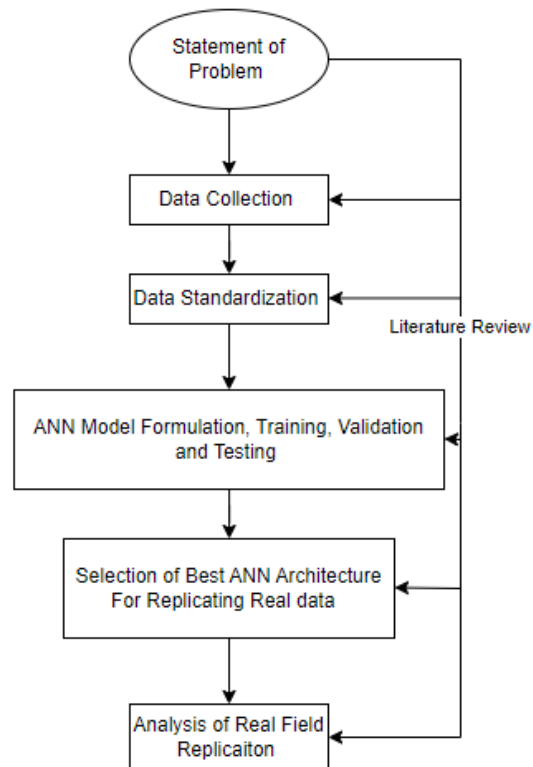 Statement of
Problem
Data Collection
Data Standardization
Literature Review
ANN Model Formulation, Training, Validation
and Testing
Selection of Best ANN Architecture
For Replicating Real data
Analysis of Real Field
Replicaiton